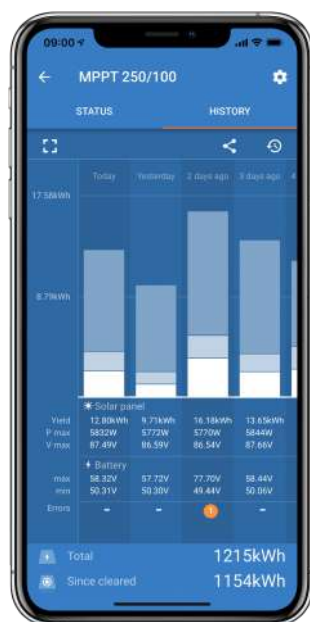 09:00
MPPT 250/100
STATUS HISTORY
Today Yesterday 2 days ago 3 days ago 4
17.58kWh
8.79kWh
Solar panel
Yield 12.80kWh 9.71kWh 16.18kWh 13.65kWh
P max 5832W 5772W 5770W 5844W
V max 87.49V 86.59V 86.54V 87.66V
Battery
max 58.32V 57.72V 77.70V 58.44V
min 50.31V 50.30V 49.44V 50.06V
Errors - - 1 -
Total 1215kWh
Since cleared 1154kWh